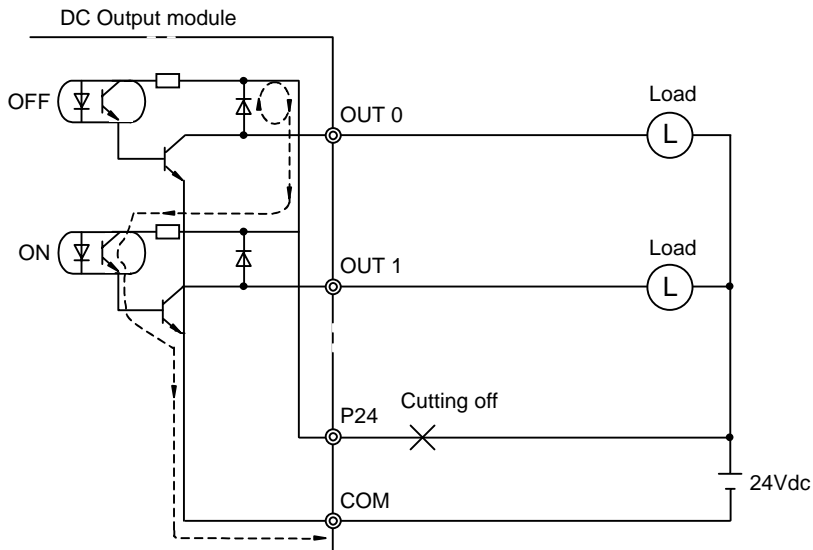 DC Output module
OFF
OUT 0
Load
L
ON
OUT 1
Load
L
P24
Cutting off
24Vdc
COM